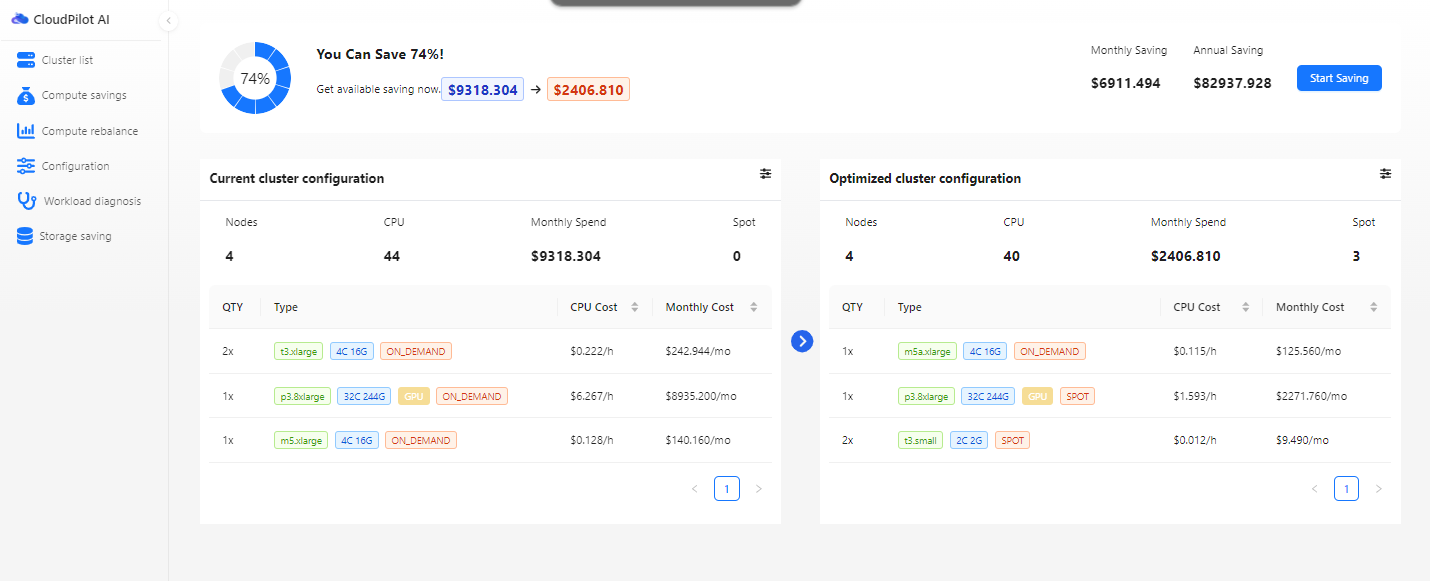 CloudPilot AI
Cluster list
Compute savings
Compute rebalance
Configuration
Workload diagnosis
Storage saving
74%
You Can Save 74%!
Get available saving now. $9318.304 → $2406.810
Monthly Saving Annual Saving
$6911.494 $82937.928
Start Saving
Current cluster configuration
Nodes CPU Monthly Spend Spot
4 44 $9318.304 0
QTY Type CPU Cost Monthly Cost
2x t3.xlarge 4C 16G ON_DEMAND $0.222/h $242.944/mo
1x p3.8xlarge 32C 244G GPU ON_DEMAND $6.267/h $8935.200/mo
1x m5.xlarge 4C 16G ON_DEMAND $0.128/h $140.160/mo
< 1 >
Optimized cluster configuration
Nodes CPU Monthly Spend Spot
4 40 $2406.810 3
QTY Type CPU Cost Monthly Cost
1x m5a.xlarge 4C 16G ON_DEMAND $0.115/h $125.560/mo
1x p3.8xlarge 32C 244G GPU SPOT $1.593/h $2271.760/mo
2x t3.small 2C 2G SPOT $0.012/h $9.490/mo
< 1 >